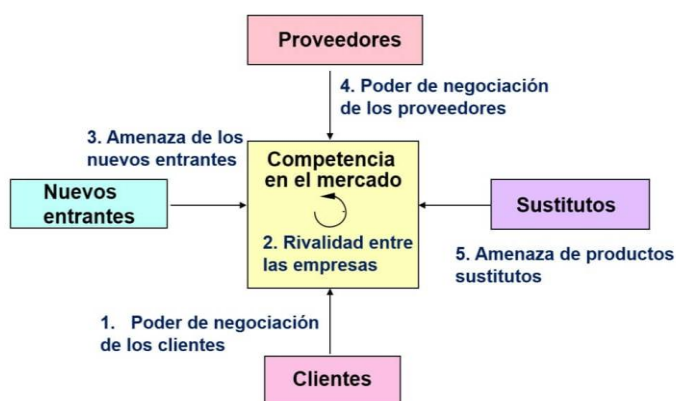 Proveedores
4. Poder de negociación
de los proveedores
3. Amenaza de los
nuevos entrantes
Competencia
en el mercado
Nuevos
entrantes
Sustitutos
2. Rivalidad entre
las empresas
5. Amenaza de productos
sustitutos
1. Poder de negociación
de los clientes
Clientes